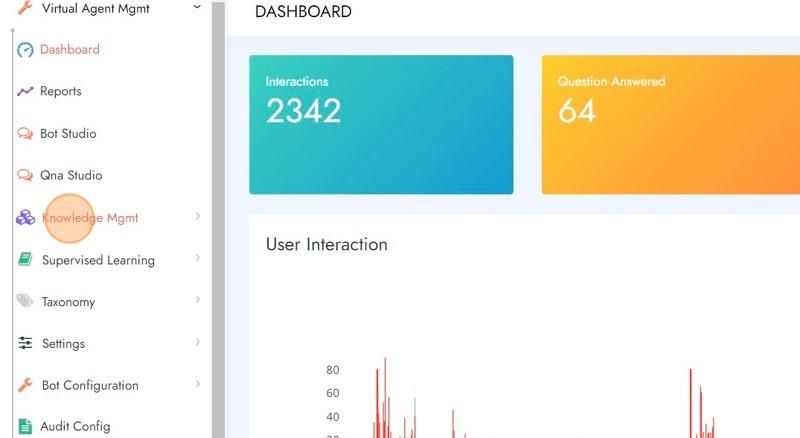 Virtual Agent Mgmt
Dashboard
Reports
Bot Studio
Qna Studio
Knowledge Mgmt
Supervised Learning
Taxonomy
Settings
Bot Configuration
Audit Config
DASHBOARD
Interactions
2342
Question Answered
64
User Interaction
80
60
40
20